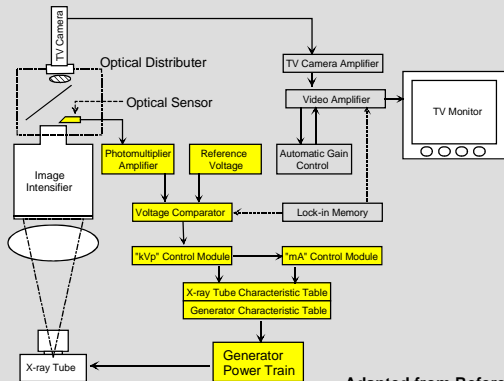 TV Camera
Optical Distributer
Optical Sensor
TV Camera Amplifier
Video Amplifier
TV Monitor
Photomultiplier
Amplifier
Reference
Voltage
Automatic Gain
Control
Image
Intensifier
Voltage Comparator
Lock-in Memory
"kVp" Control Module
"mA" Control Module
X-ray Tube Characteristic Table
Generator Characteristic Table
Generator
Power Train
X-ray Tube
Adapted from